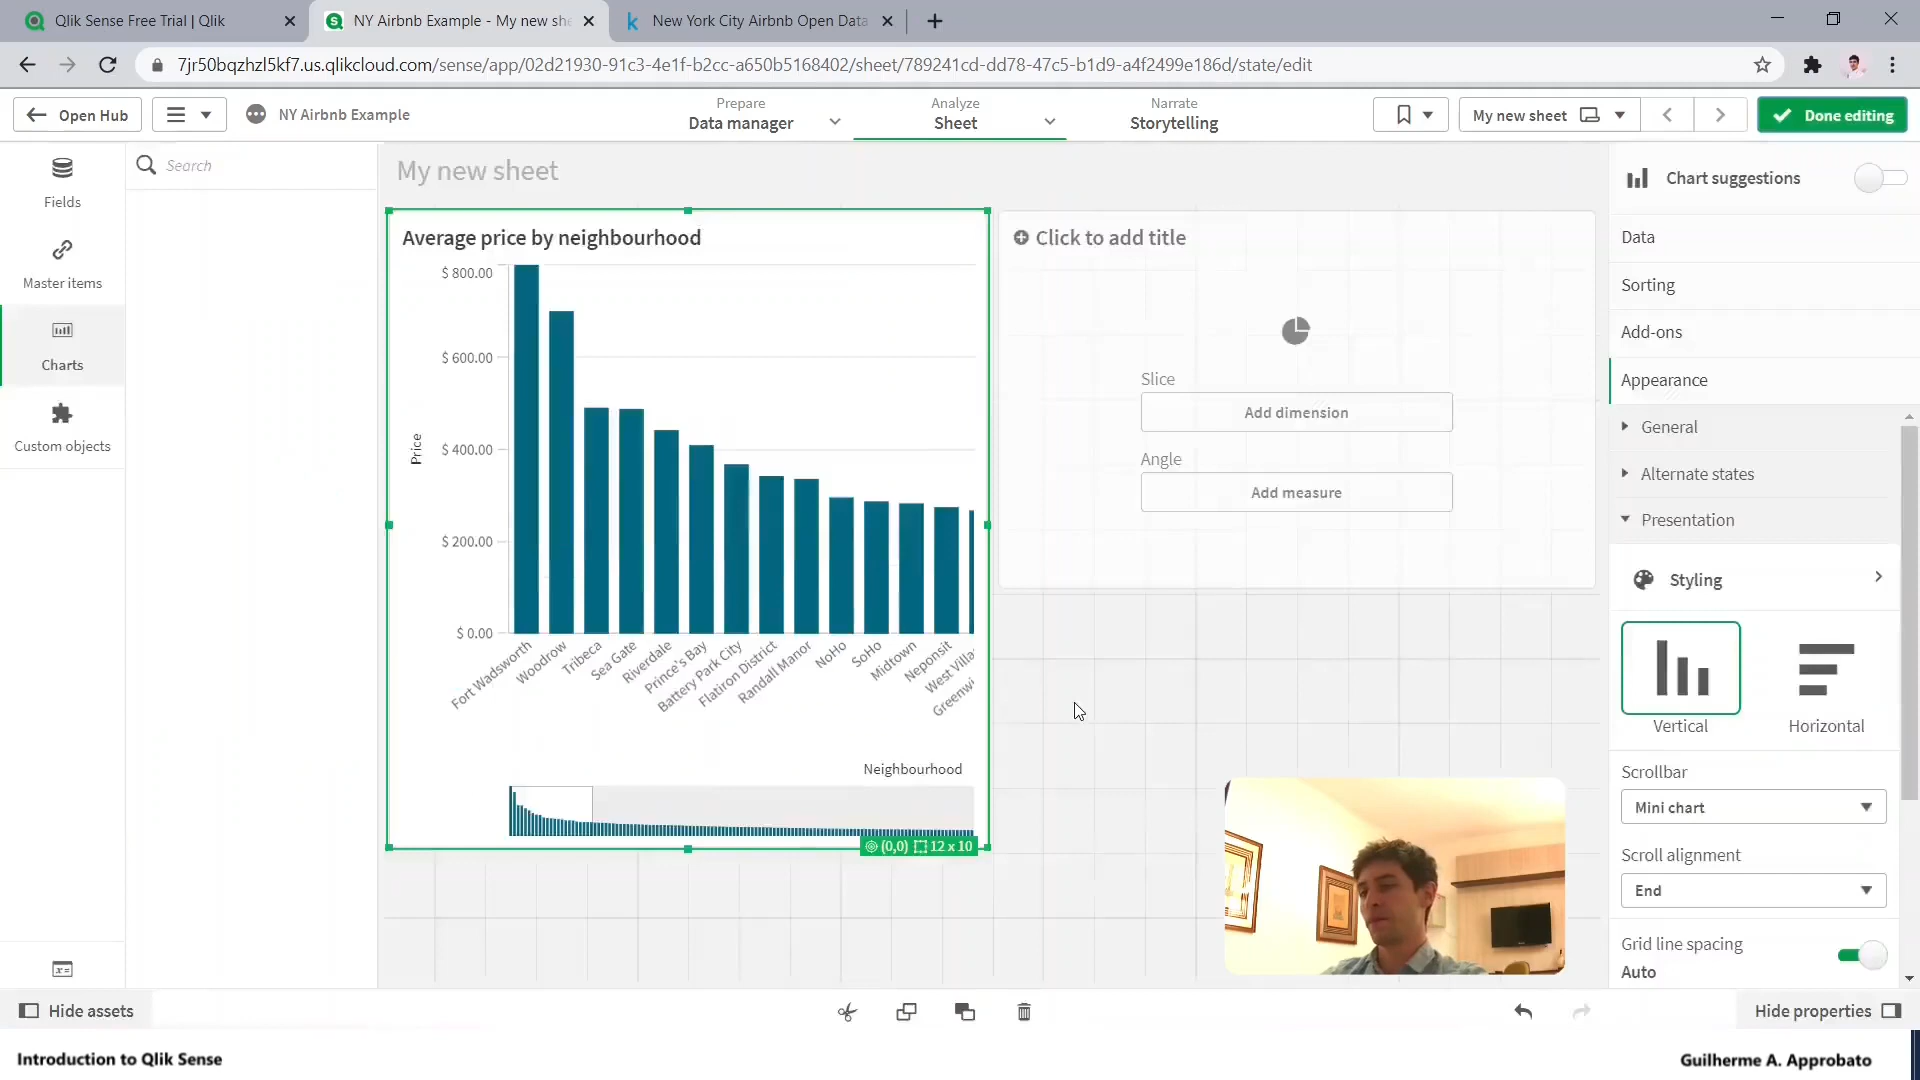 Qlik Sense Free Trial | Qlik
NY Airbnb Example - My new she
New York City Airbnb Open Data
7jr50bqzhzl5kf7.us.qlikcloud.com/sense/app/02d21930-91c3-4e1f-b2cc-a650b5168402/sheet/789241cd-dd78-47c5-b1d9-a4f2499e186d/state/edit
Open Hub
NY Airbnb Example
Prepare
Data manager
Analyze
Sheet
Narrate
Storytelling
My new sheet
Done editing
Fields
Master items
Charts
Custom objects
Search
My new sheet
Average price by neighbourhood
$ 800.00
$ 600.00
$ 400.00
$ 200.00
$ 0.00
Price
Fort Wadsworth
Woodrow
Tribeca
Sea Gate
Riverdale
Prince's Bay
Battery Park City
Flatiron District
Randall Manor
NoHo
SoHo
Midtown
Neponsit
West Villa
Greenwi
Neighbourhood
(0,0) 12 x 10
Click to add title
Slice
Add dimension
Angle
Add measure
Chart suggestions
Data
Sorting
Add-ons
Appearance
General
Alternate states
Presentation
Styling
Vertical
Horizontal
Scrollbar
Mini chart
Scroll alignment
End
Grid line spacing
Auto
Hide assets
Hide properties
Introduction to Qlik Sense
Guilherme A. Approbato